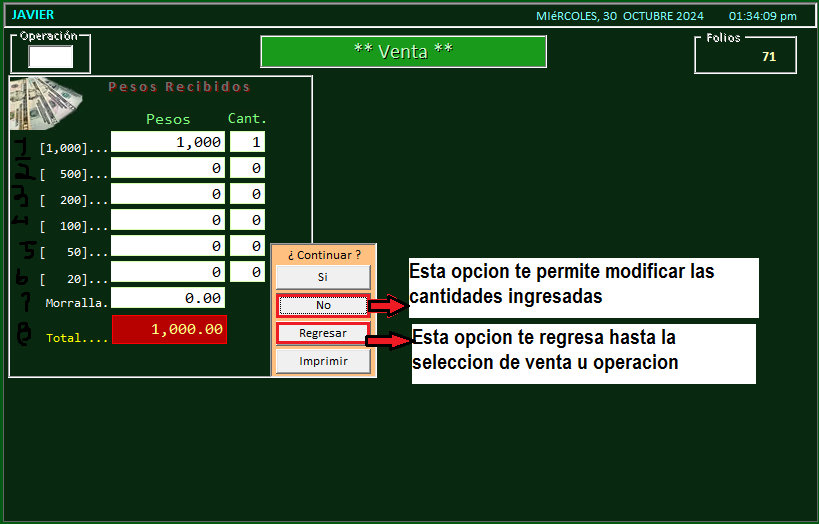 JAVIER MIéRCOLES, 30 OCTUBRE 2024 01:34:09 pm
Operación
** Venta **
Folios
71
Pesos Recibidos
Pesos Cant.
1 [1,000]... 1,000 1
2 [ 500]... 0 0
3 [ 200]... 0 0
[ 100]... 0 0
5 [ 50]... 0 0
6 [ 20]... 0 0
7 Morralla. 0.00
8 Total.... 1,000.00
¿ Continuar ?
Si
No
Regresar
Imprimir
Esta opcion te permite modificar las
cantidades ingresadas
Esta opcion te regresa hasta la
seleccion de venta u operacion